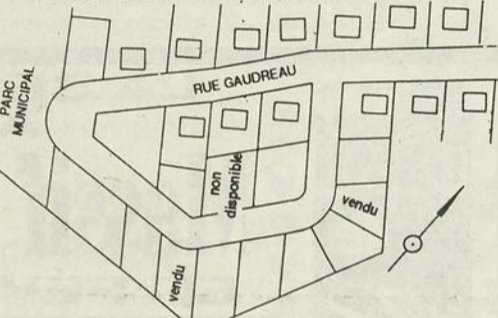 PARC
MUNICIPAL
RUE GAUDREAU
non
disponible
vendu
vendu